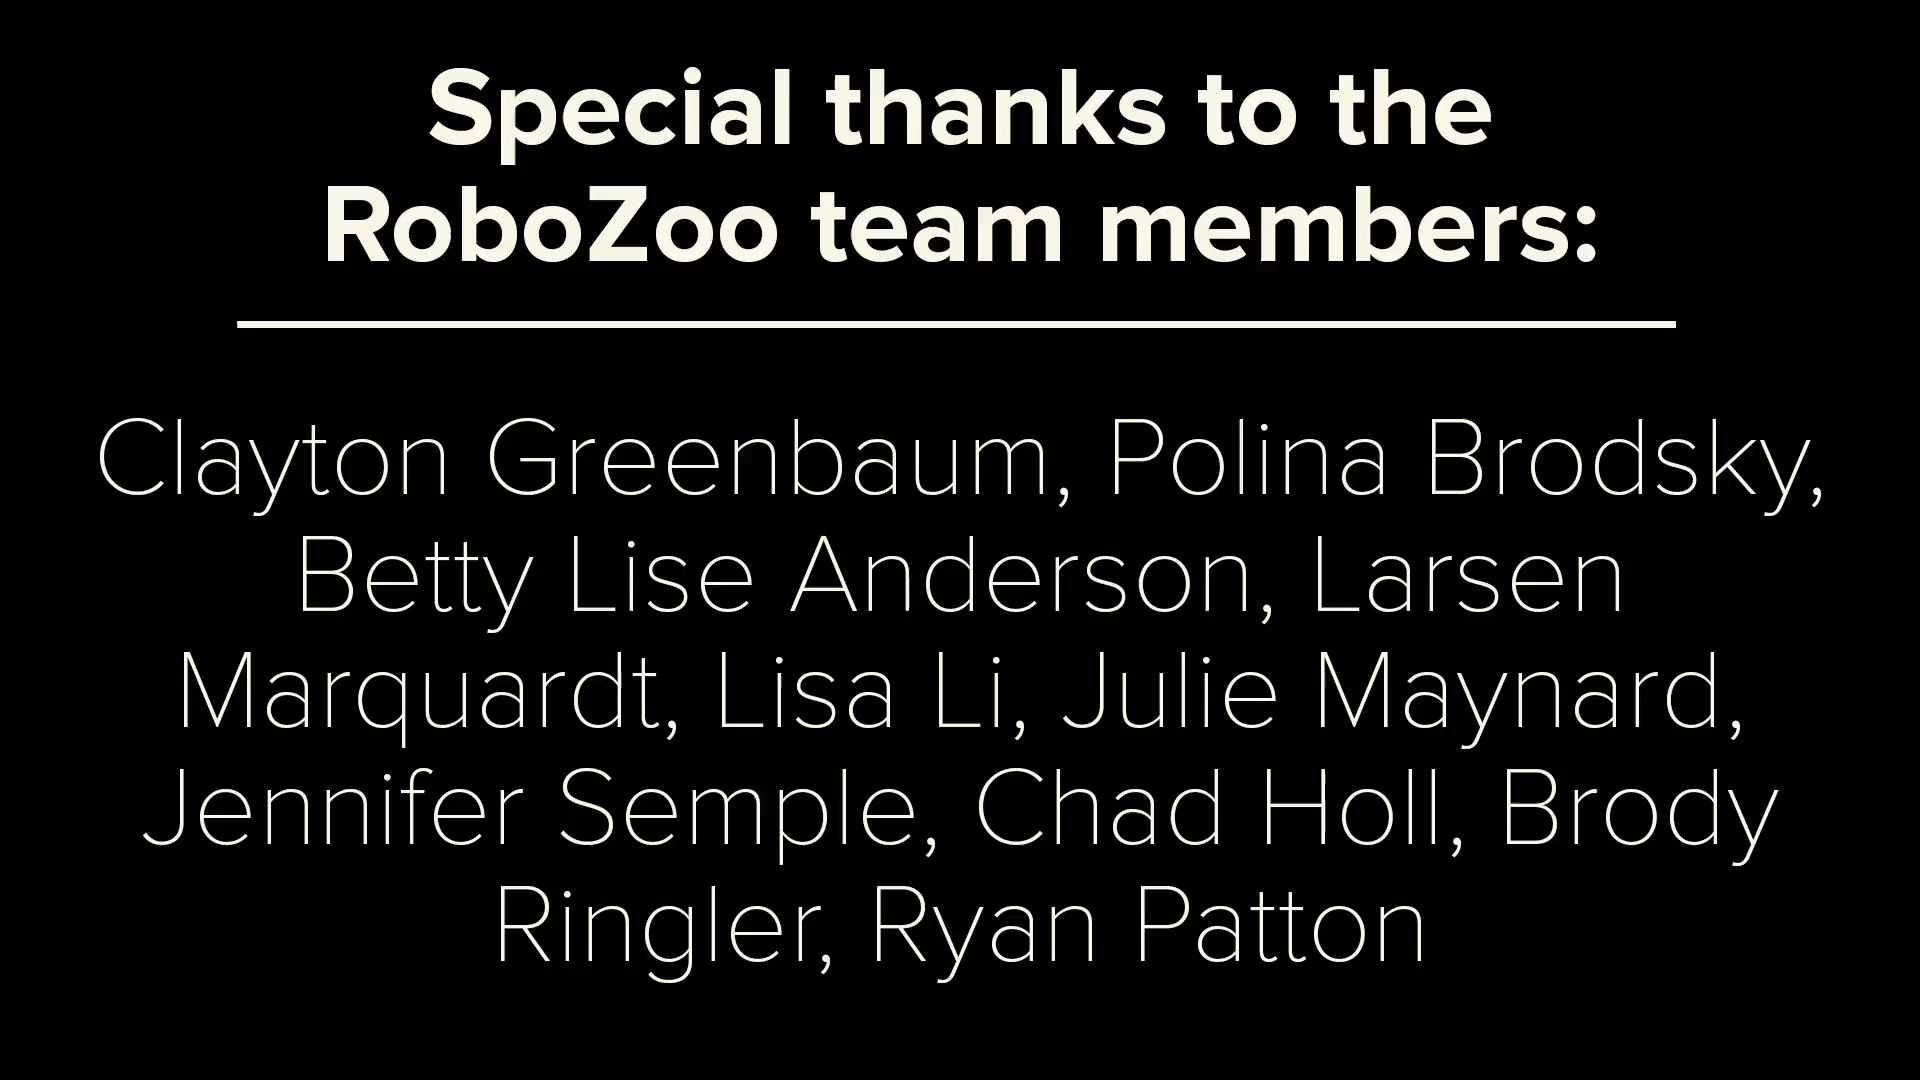 Special thanks to the
RoboZoo team members:
Clayton Greenbaum, Polina Brodsky,
Betty Lise Anderson, Larsen
Marquardt, Lisa Li, Julie Maynard,
Jennifer Semple, Chad Holl, Brody
Ringler, Ryan Patton